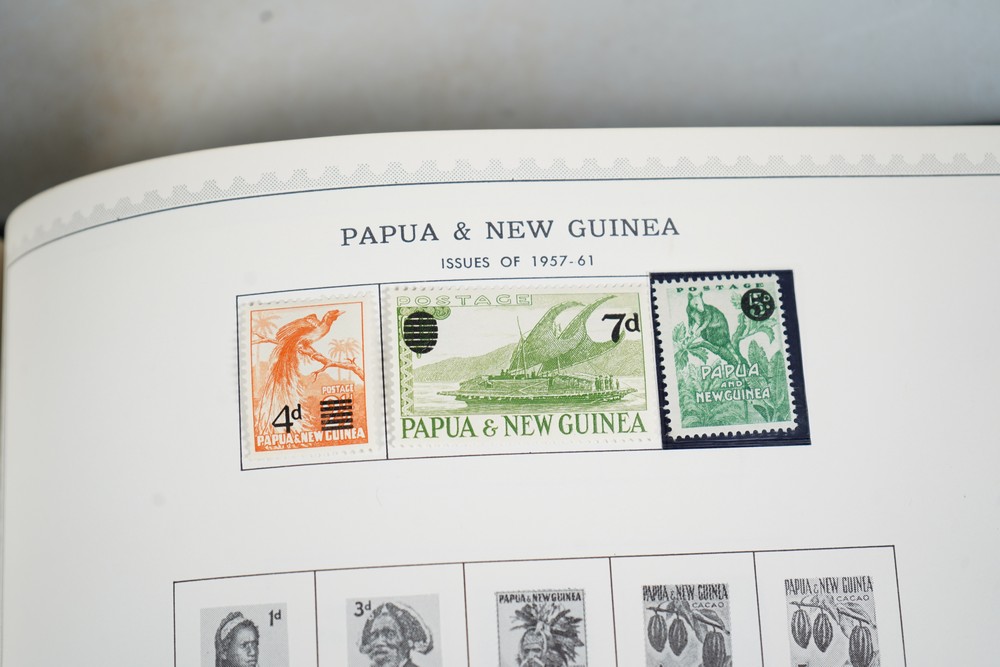 PAPUA & NEW GUINEA
ISSUES OF 1957-61
POSTAGE
4d
PAPUA & NEW GUINEA
POSTAGE
7d
PAPUA & NEW GUINEA
POSTAGE
5d
PAPUA
AND
NEW GUINEA
1d
3d
PAPUA & NEW GUINEA
PAPUA & NEW GUINEA
CACAO
PAPUA & NEW GUINEA
CACAO